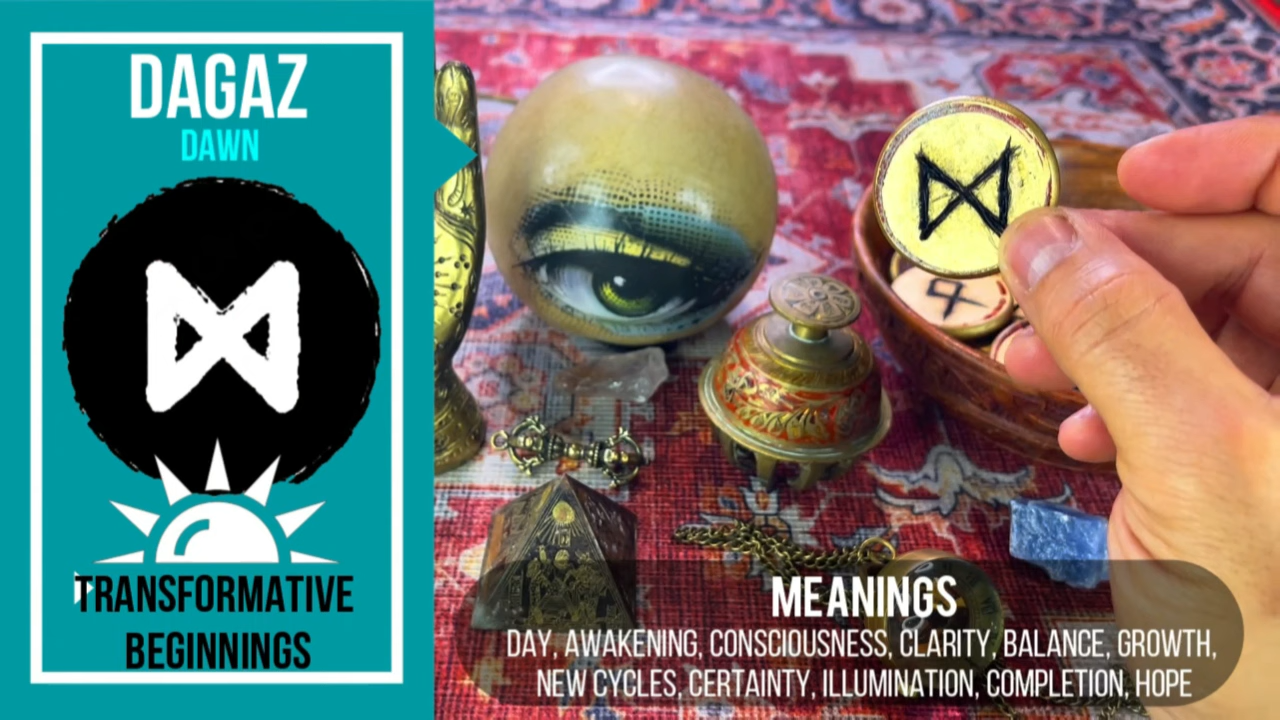 DAGAZ
DAWN
ᛞ
TRANSFORMATIVE
BEGINNINGS
ᛞ
ᛟ
MEANINGS
DAY, AWAKENING, CONSCIOUSNESS, CLARITY, BALANCE, GROWTH,
NEW CYCLES, CERTAINTY, ILLUMINATION, COMPLETION, HOPE